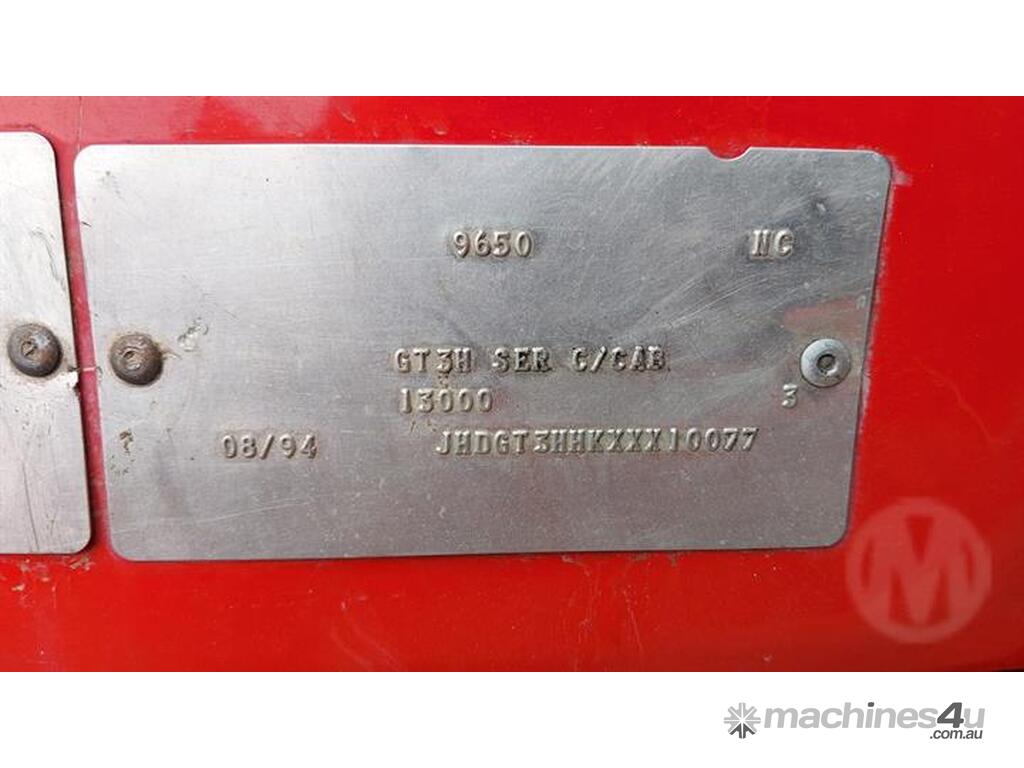 9650 NC
GT3H SER C/CAB
13000 3
08/94 JHDGT3HHKXXX10077
M
machines4u
.com.au